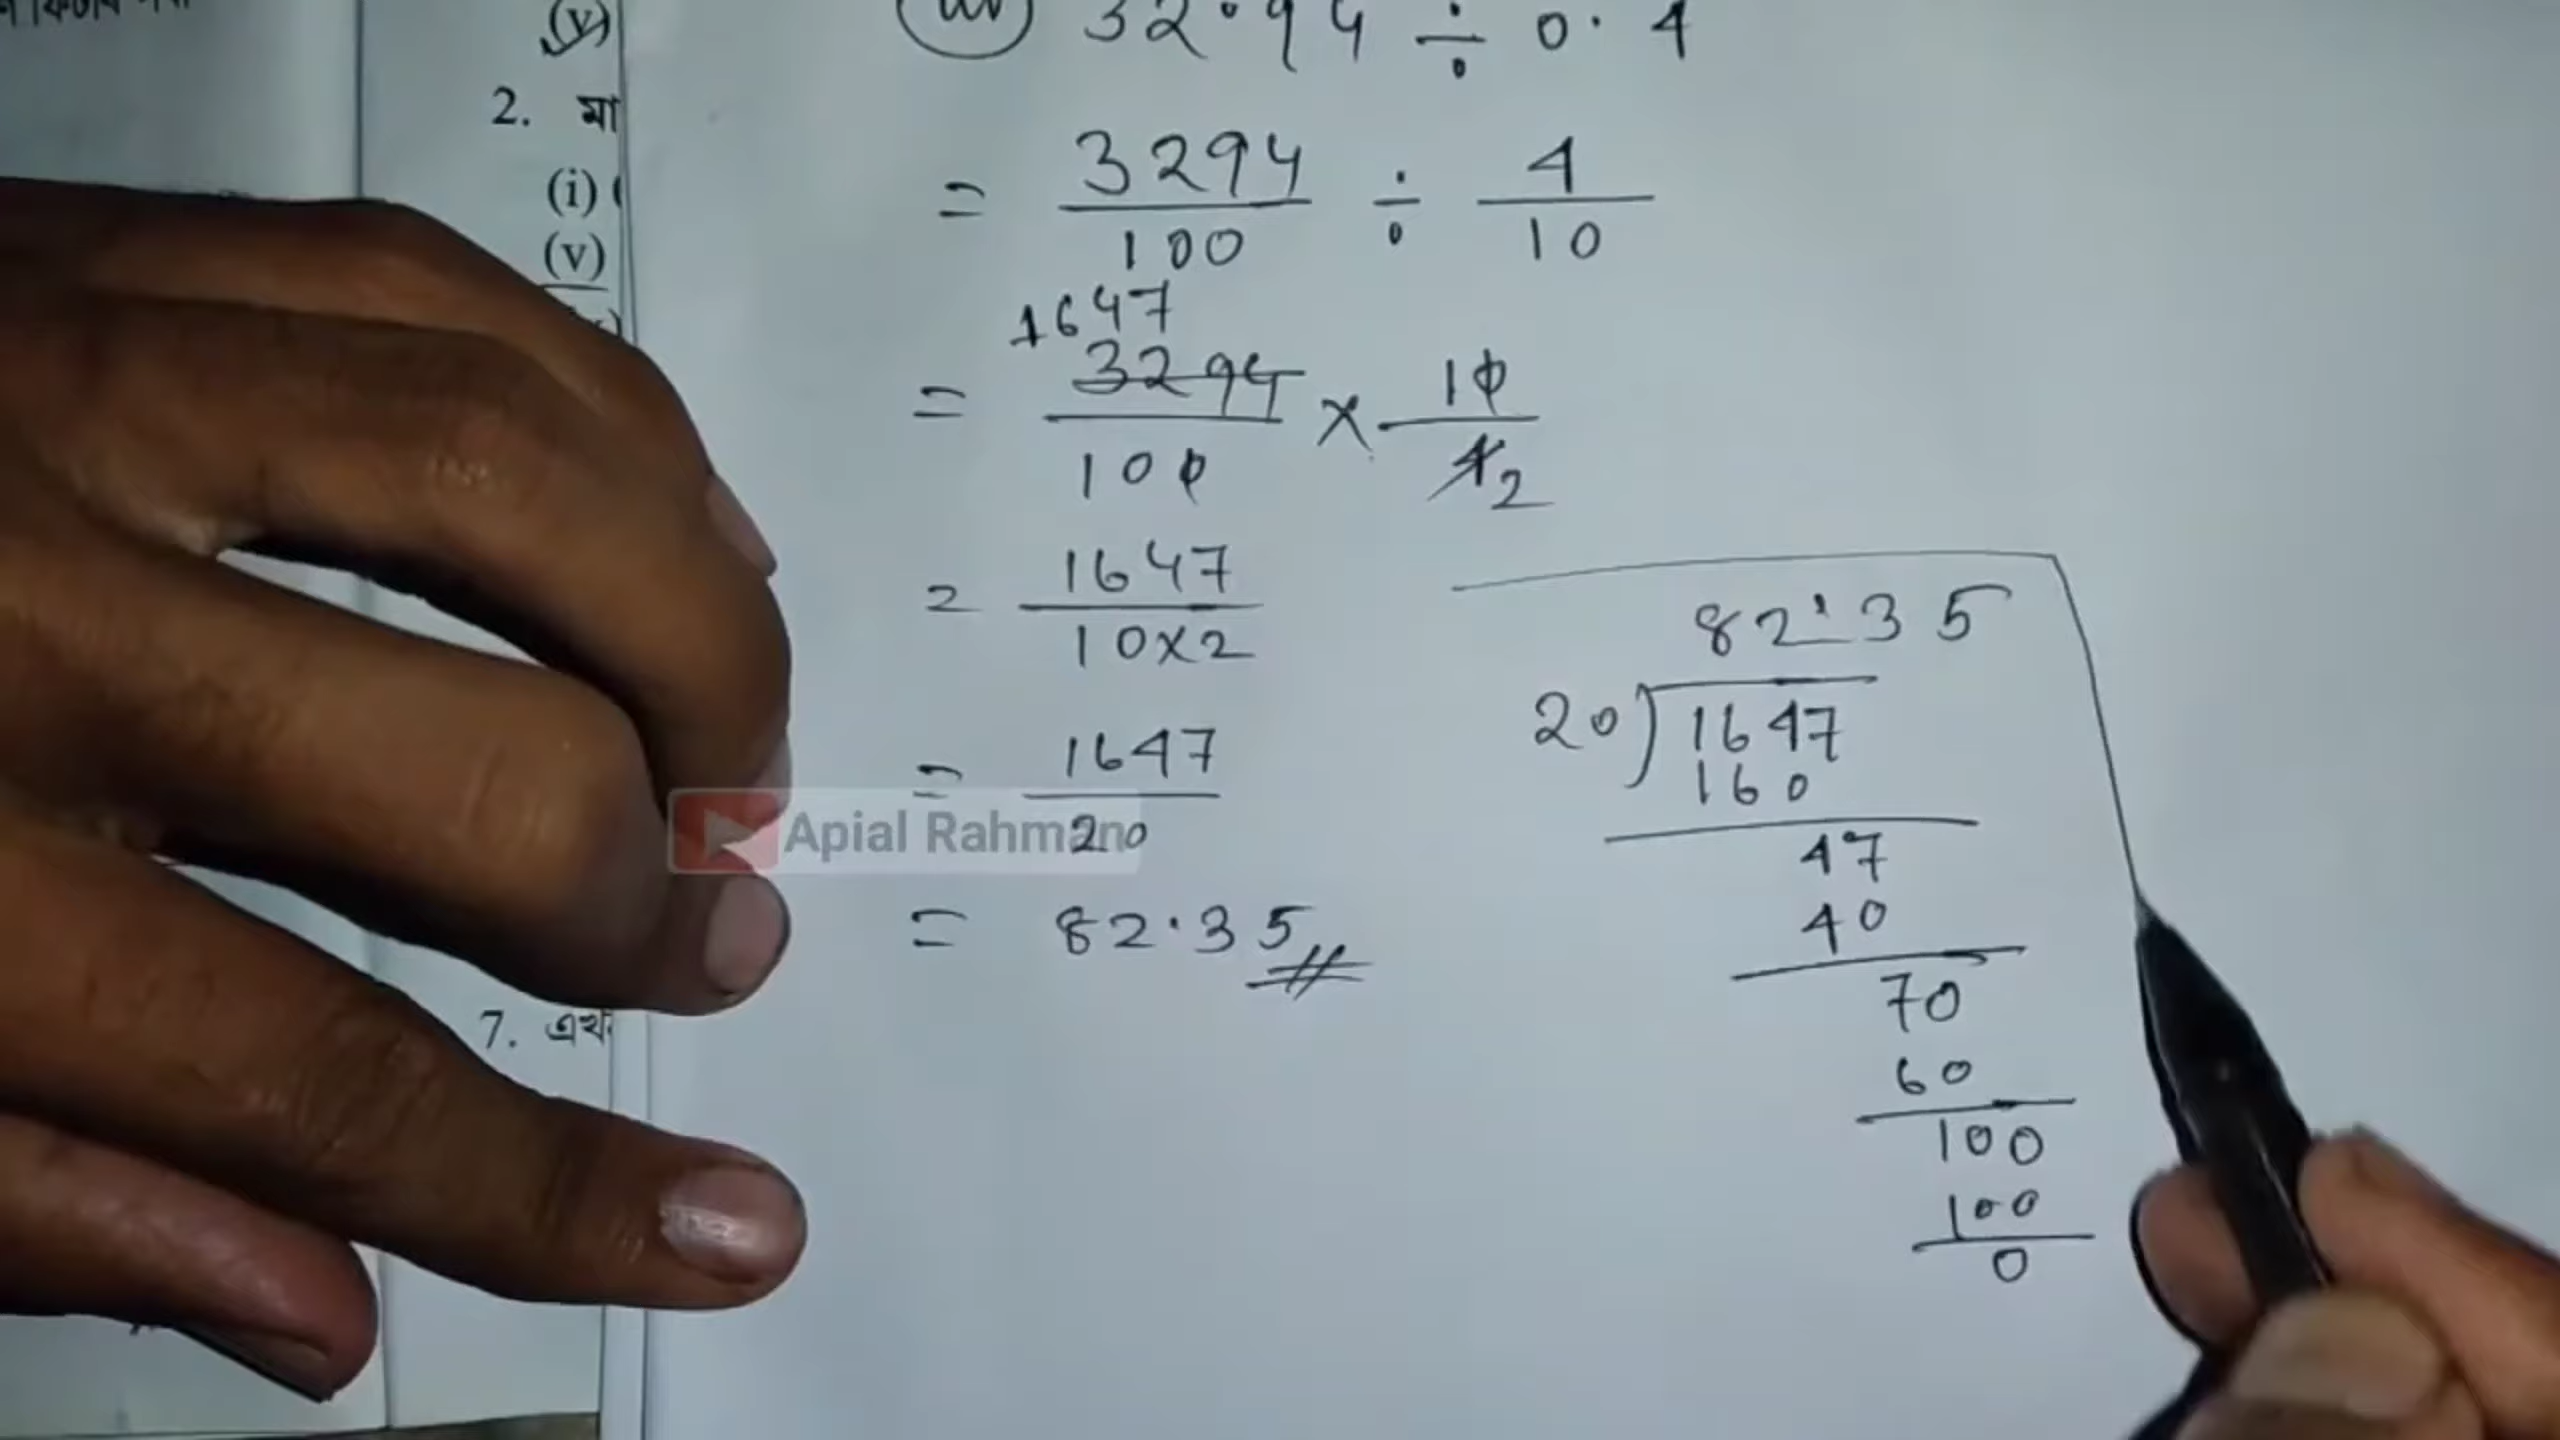 (v)
2. মা
(i) (
(v)
7. এখ
32.94 ÷ 0.4
= 3294/100 ÷ 4/10
1647
= 3294/100 × 10/4 2
= 1647/10×2
= 1647/20
= 82.35
82.35
20)1647
160
47
40
70
60
100
100
0
Apial Rahman